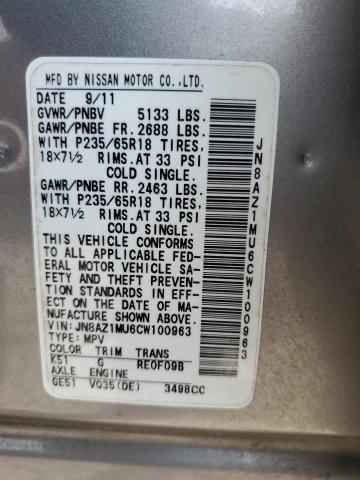 MFD BY NISSAN MOTOR CO.,LTD.
DATE 9/11
GVWR/PNBV 5133 LBS.
GAWR/PNBE FR. 2688 LBS.
WITH P235/65R18 TIRES,
18X7½ RIMS. AT 33 PSI
COLD SINGLE.
GAWR/PNBE RR. 2463 LBS.
WITH P235/65R18 TIRES,
18X7½ RIMS. AT 33 PSI
COLD SINGLE.
THIS VEHICLE CONFORMS
TO ALL APPLICABLE FED-
ERAL MOTOR VEHICLE SA-
FETY AND THEFT PREVEN-
TION STANDARDS IN EFF-
ECT ON THE DATE OF MA-
NUFACTURE SHOWN ABOVE.
VIN: JN8AZ1MU6CW100963
TYPE: MPV
COLOR TRIM TRANS
K51 G RE0F09B
AXLE ENGINE
GE51 VQ35(DE) 3498CC
JN8AZ1MU6CW100963